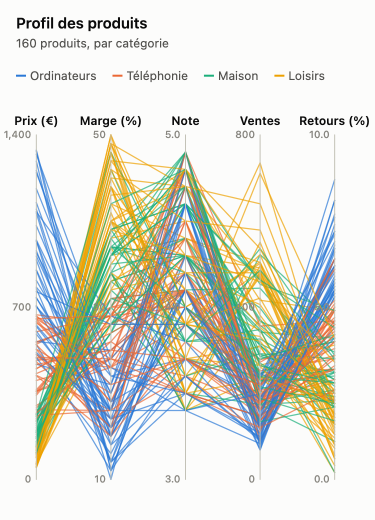 Profil des produits
160 produits, par catégorie
Ordinateurs Téléphonie Maison Loisirs
Prix (€) Marge (%) Note Ventes Retours (%)
1,400 50 5.0 800 10.0
700
0 10 3.0 0 0.0